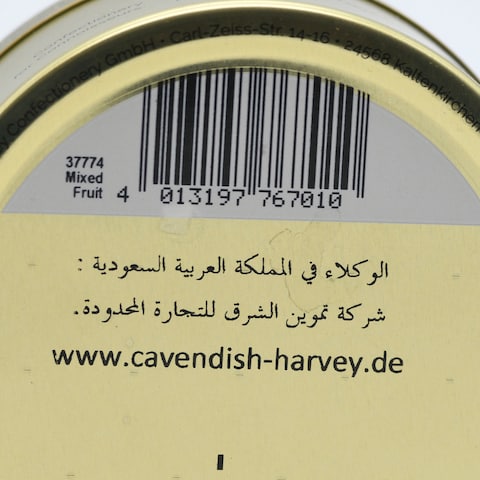 Confectionery GmbH • Carl-Zeiss-Str. 14-16 • 24568 Kaltenkirchen
37774
Mixed
Fruit
4 013197 767010
الوكلاء في المملكة العربية السعودية :
شركة تموين الشرق للتجارة المحدودة.
www.cavendish-harvey.de